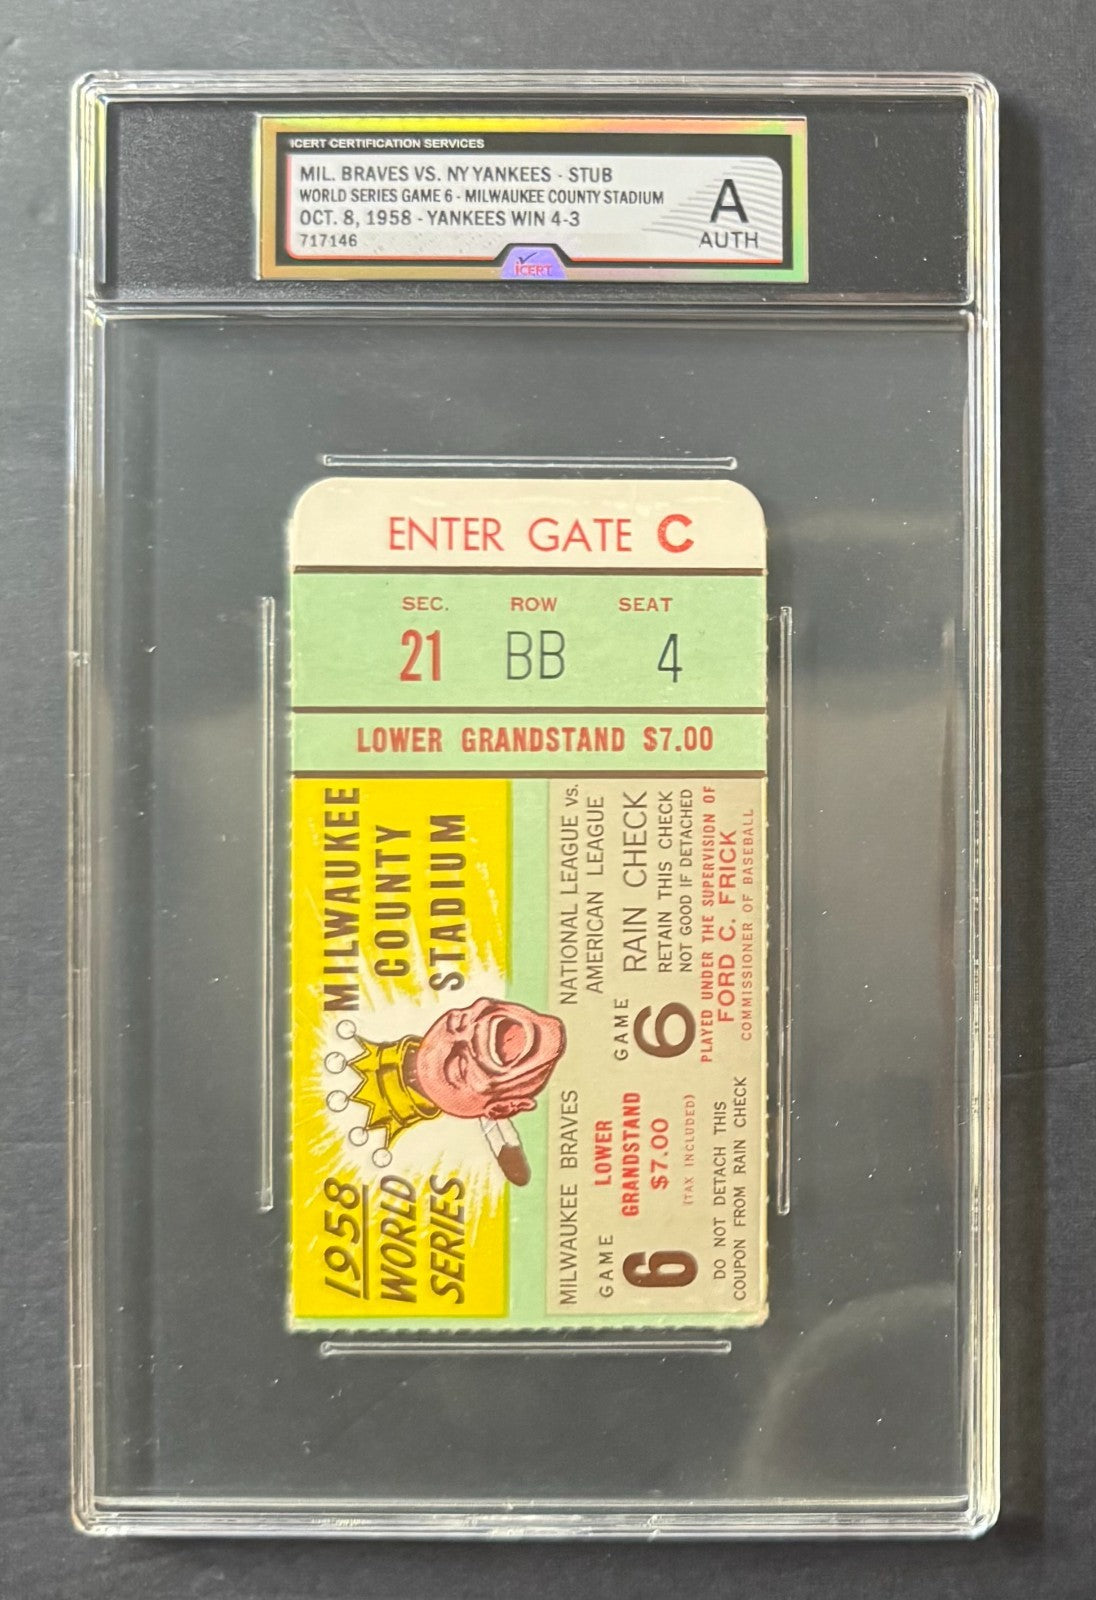 ICERT CERTIFICATION SERVICES
MIL. BRAVES VS. NY YANKEES - STUB
WORLD SERIES GAME 6 - MILWAUKEE COUNTY STADIUM
OCT. 8, 1958 - YANKEES WIN 4-3
717146
A
AUTH
iCERT
ENTER GATE C
SEC. ROW SEAT
21 BB 4
LOWER GRANDSTAND $7.00
1958
WORLD
SERIES
MILWAUKEE
COUNTY
STADIUM
MILWAUKEE BRAVES
NATIONAL LEAGUE VS.
AMERICAN LEAGUE
GAME
6
LOWER
GRANDSTAND
$7.00
(TAX INCLUDED)
DO NOT DETACH THIS
COUPON FROM RAIN CHECK
GAME
6
RAIN CHECK
RETAIN THIS CHECK
NOT GOOD IF DETACHED
PLAYED UNDER THE SUPERVISION OF
FORD C. FRICK
COMMISSIONER OF BASEBALL